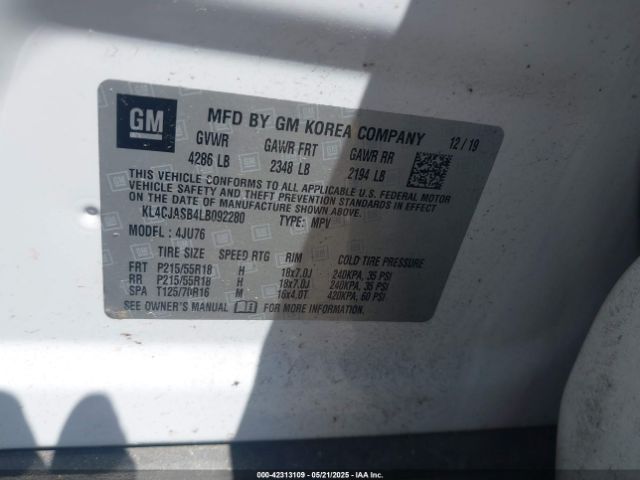 GM
MFD BY GM KOREA COMPANY 12/19
GVWR GAWR FRT GAWR RR
4286 LB 2348 LB 2194 LB
THIS VEHICLE CONFORMS TO ALL APPLICABLE U.S. FEDERAL MOTOR
VEHICLE SAFETY AND THEFT PREVENTION STANDARDS IN EFFECT
ON THE DATE OF MANUFACTURE SHOWN ABOVE.
KL4CJASB4LB092280 TYPE: MPV
MODEL: 4JU76
TIRE SIZE SPEED RTG RIM COLD TIRE PRESSURE
FRT P215/55R18 H 18x7.0J 240KPA, 35 PSI
RR P215/55R18 H 18x7.0J 240KPA, 35 PSI
SPA T125/70R16 M 16x4.0T 420KPA, 60 PSI
SEE OWNER'S MANUAL FOR MORE INFORMATION.
00-42313109 - 05/21/2025 - IAA Inc.